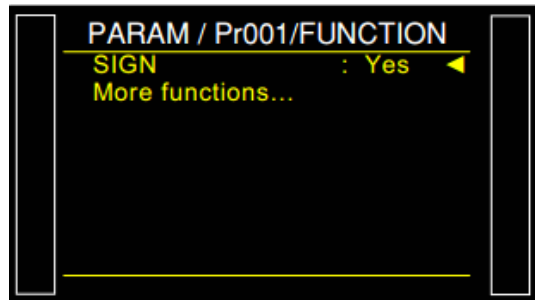 PARAM / Pr001/FUNCTION
SIGN : Yes ◄
More functions...